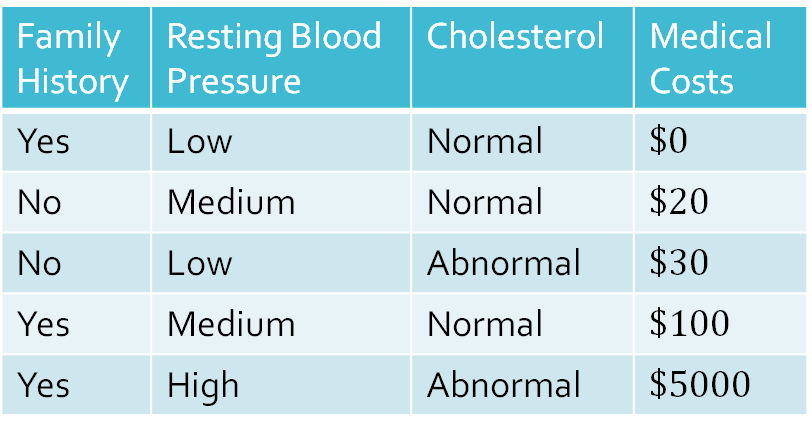 Family History Resting Blood Pressure Cholesterol Medical Costs
Yes Low Normal $0
No Medium Normal $20
No Low Abnormal $30
Yes Medium Normal $100
Yes High Abnormal $5000